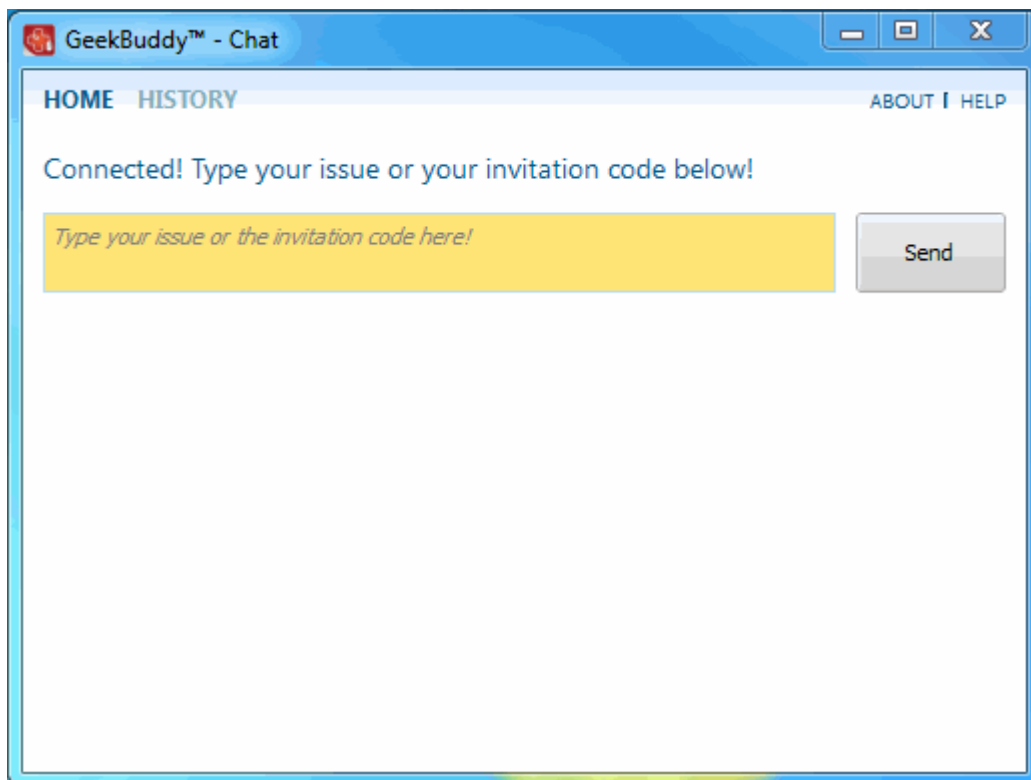 GeekBuddy™ - Chat
HOME HISTORY ABOUT | HELP
Connected! Type your issue or your invitation code below!
Type your issue or the invitation code here!
Send